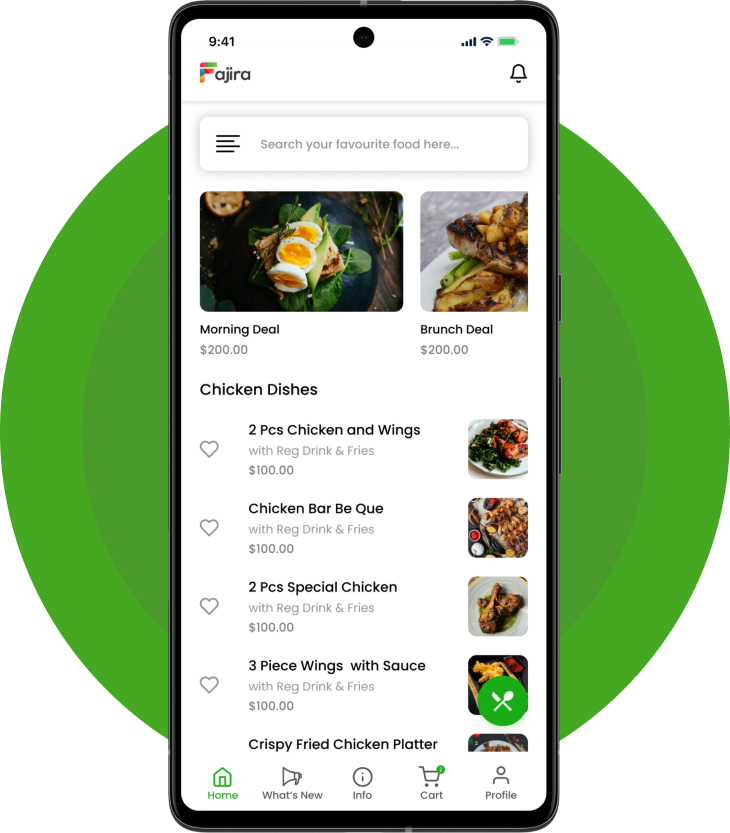 9:41
Fajira
Search your favourite food here...
Morning Deal
$200.00
Brunch Deal
$200.00
Chicken Dishes
2 Pcs Chicken and Wings
with Reg Drink & Fries
$100.00
Chicken Bar Be Que
with Reg Drink & Fries
$100.00
2 Pcs Special Chicken
with Reg Drink & Fries
$100.00
3 Piece Wings  with Sauce
with Reg Drink & Fries
$100.00
Crispy Fried Chicken Platter
Home
What's New
Info
Cart
Profile